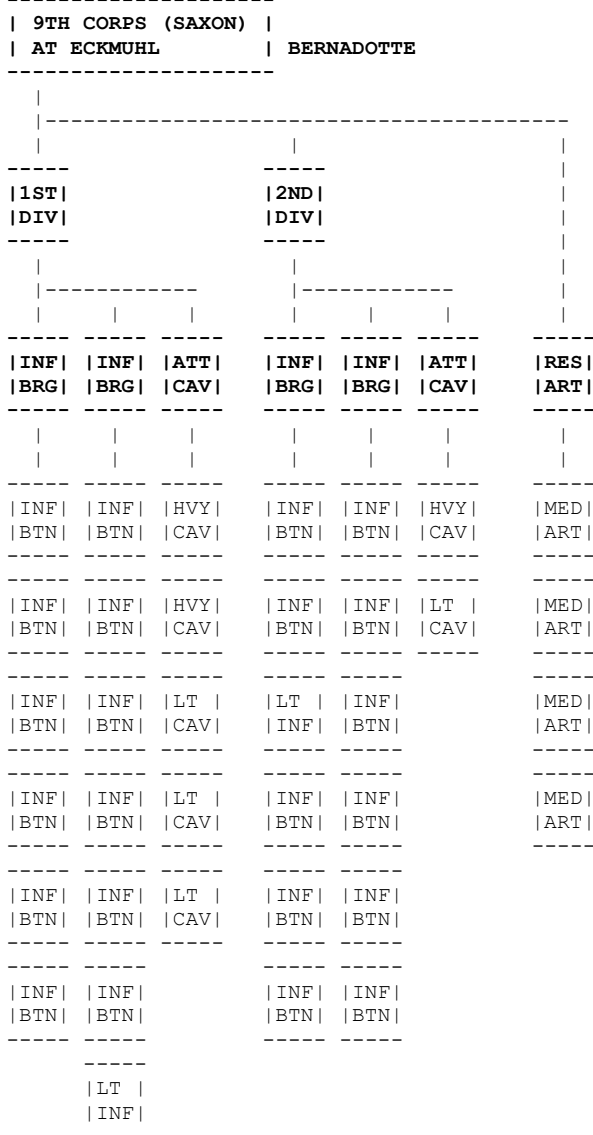 ---------------------
| 9TH CORPS (SAXON) |
| AT ECKMUHL        | BERNADOTTE
---------------------
  |
  |-----------------------------------------
  |                   |                    |
-----               -----                  |
|1ST|               |2ND|                  |
|DIV|               |DIV|                  |
-----               -----                  |
  |                   |                    |
  |------------       |------------        |
  |     |     |       |     |     |        |
----- ----- -----   ----- ----- -----    -----
|INF| |INF| |ATT|   |INF| |INF| |ATT|    |RES|
|BRG| |BRG| |CAV|   |BRG| |BRG| |CAV|    |ART|
----- ----- -----   ----- ----- -----    -----
  |     |     |       |     |     |        |
  |     |     |       |     |     |        |
----- ----- -----   ----- ----- -----    -----
|INF| |INF| |HVY|   |INF| |INF| |HVY|    |MED|
|BTN| |BTN| |CAV|   |BTN| |BTN| |CAV|    |ART|
----- ----- -----   ----- ----- -----    -----
----- ----- -----   ----- ----- -----    -----
|INF| |INF| |HVY|   |INF| |INF| |LT |    |MED|
|BTN| |BTN| |CAV|   |BTN| |BTN| |CAV|    |ART|
----- ----- -----   ----- ----- -----    -----
----- ----- -----   ----- -----          -----
|INF| |INF| |LT |   |LT | |INF|          |MED|
|BTN| |BTN| |CAV|   |INF| |BTN|          |ART|
----- ----- -----   ----- -----          -----
----- ----- -----   ----- -----          -----
|INF| |INF| |LT |   |INF| |INF|          |MED|
|BTN| |BTN| |CAV|   |BTN| |BTN|          |ART|
----- ----- -----   ----- -----          -----
----- ----- -----   ----- -----
|INF| |INF| |LT |   |INF| |INF|
|BTN| |BTN| |CAV|   |BTN| |BTN|
----- ----- -----   ----- -----
----- -----         ----- -----
|INF| |INF|         |INF| |INF|
|BTN| |BTN|         |BTN| |BTN|
----- -----         ----- -----
      -----
      |LT |
      |INF|